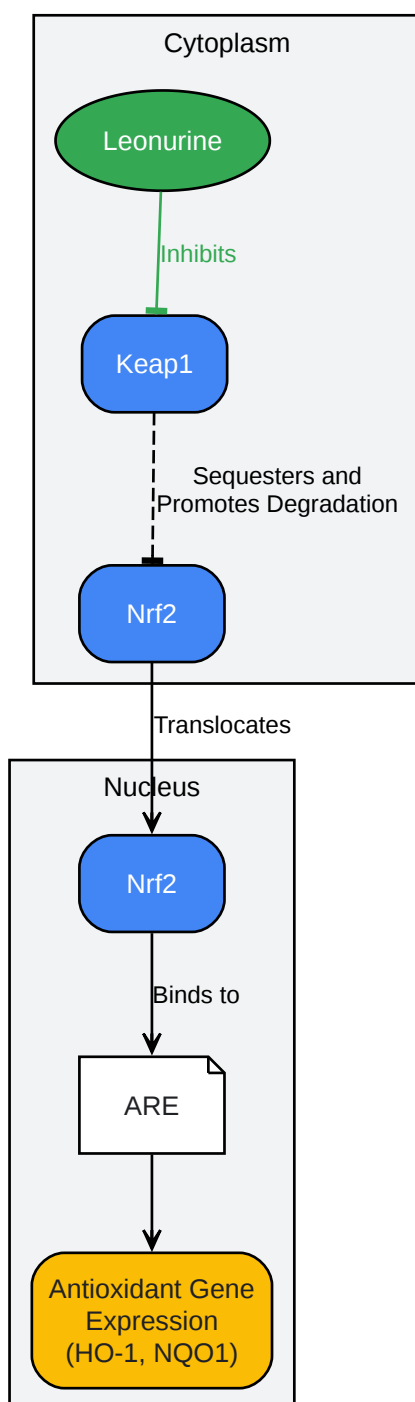 Cytoplasm
Leonurine
Inhibits
Keap1
Sequesters and
Promotes Degradation
Nrf2
Translocates
Nucleus
Nrf2
Binds to
ARE
Antioxidant Gene
Expression
(HO-1, NQO1)